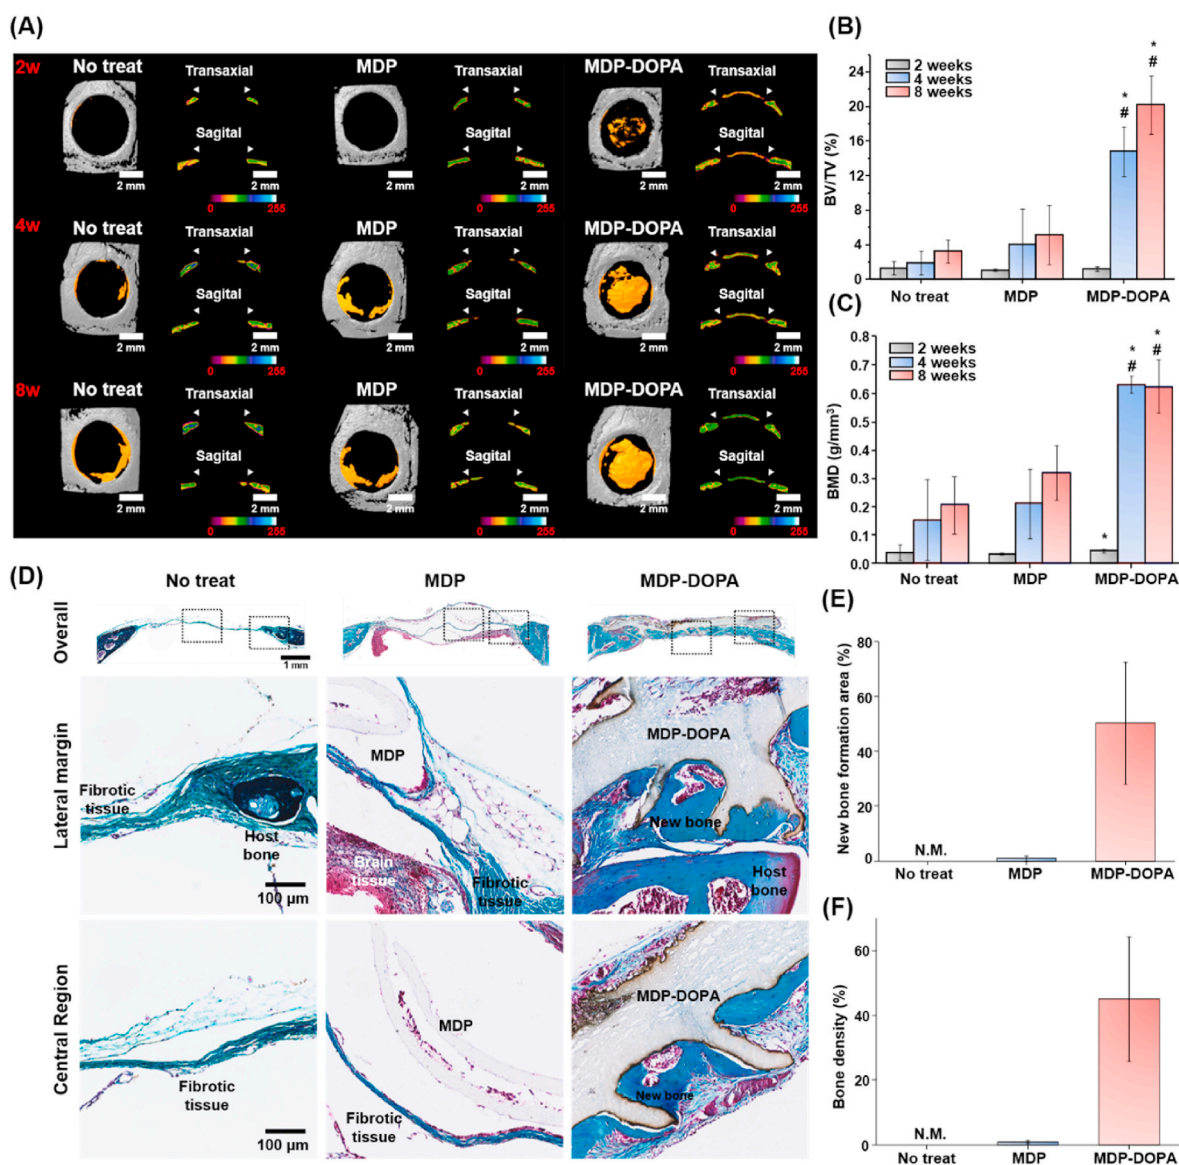 (A)
2w
No treat
Transaxial
Sagital
2 mm
2 mm
0
255
MDP
Transaxial
Sagital
2 mm
2 mm
0
255
MDP-DOPA
Transaxial
Sagital
2 mm
2 mm
0
255
4w
No treat
Transaxial
Sagital
2 mm
2 mm
0
255
MDP
Transaxial
Sagital
2 mm
2 mm
0
255
MDP-DOPA
Transaxial
Sagital
2 mm
2 mm
0
255
8w
No treat
Transaxial
Sagital
2 mm
2 mm
0
255
MDP
Transaxial
Sagital
2 mm
2 mm
0
255
MDP-DOPA
Transaxial
Sagital
2 mm
2 mm
0
255
(B)
BV/TV (%)
24
20
16
12
8
4
0
2 weeks
4 weeks
8 weeks
*
#
*
#
No treat
MDP
MDP-DOPA
(C)
BMD (g/mm³)
0.8
0.7
0.6
0.5
0.4
0.3
0.2
0.1
0.0
2 weeks
4 weeks
8 weeks
*
*
#
*
#
No treat
MDP
MDP-DOPA
(D)
No treat
MDP
MDP-DOPA
Overall
1 mm
Lateral margin
Fibrotic
tissue
Host
bone
100 µm
MDP
Brain
tissue
Fibrotic
tissue
MDP-DOPA
New bone
Host
bone
Central Region
Fibrotic
tissue
100 µm
MDP
Fibrotic
tissue
MDP-DOPA
New bone
(E)
New bone formation area (%)
80
60
40
20
0
N.M.
No treat
MDP
MDP-DOPA
(F)
Bone density (%)
60
40
20
0
N.M.
No treat
MDP
MDP-DOPA